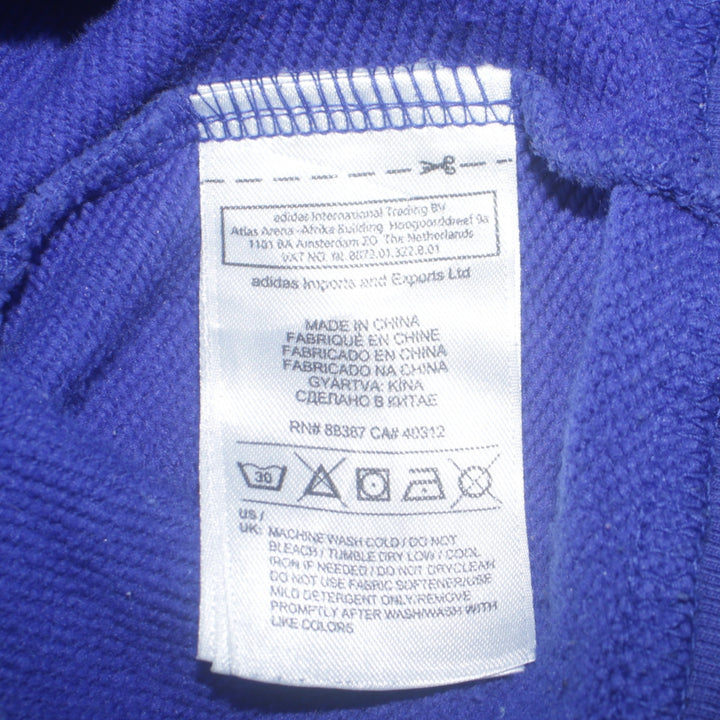 adidas International Trading BV
Atlas Arena -Afrika Building Hoogoorddreef 9a
1101 BA Amsterdam ZO The Netherlands
VAT NO. NL 8073.01.322.B.01
adidas Imports and Exports Ltd
MADE IN CHINA
FABRIQUÉ EN CHINE
FABRICADO EN CHINA
FABRICADO NA CHINA
GYÁRTVA: KÍNA
СДЕЛАНО В КИТАЕ
RN# 88387 CA# 40312
30
US /
UK: MACHINE WASH COLD / DO NOT
BLEACH / TUMBLE DRY LOW / COOL
IRON IF NEEDED / DO NOT DRYCLEAN
DO NOT USE FABRIC SOFTENER/USE
MILD DETERGENT ONLY/REMOVE
PROMPTLY AFTER WASH/WASH WITH
LIKE COLORS